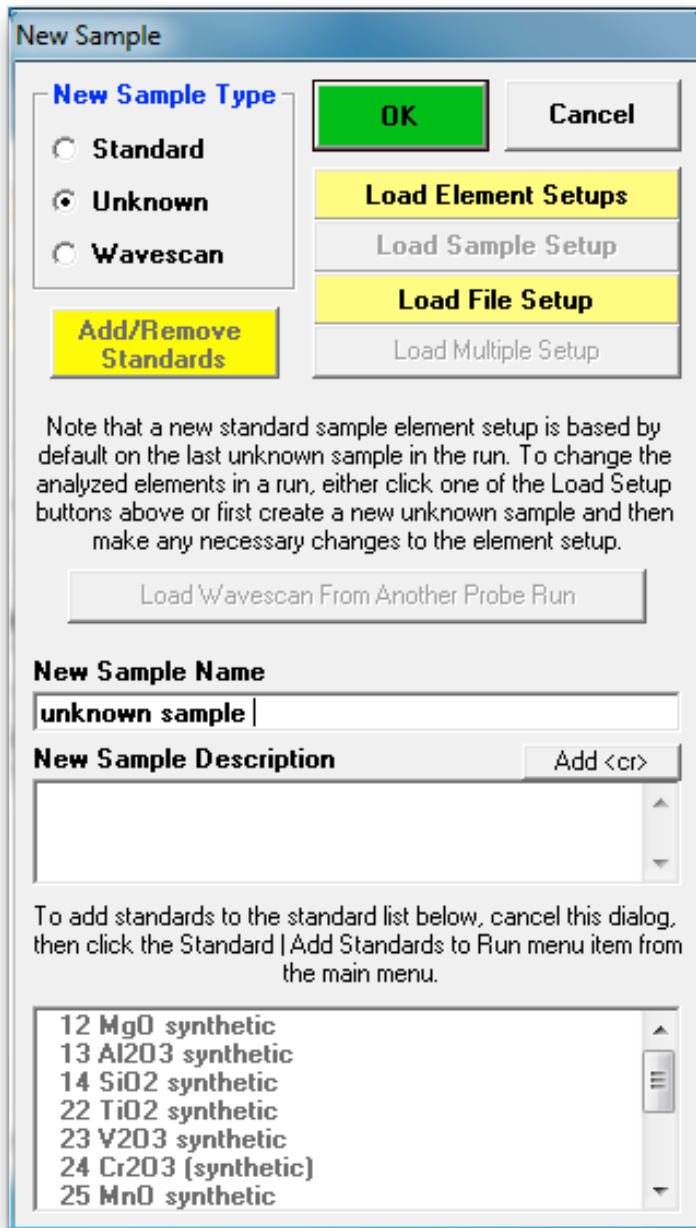 New Sample
New Sample Type
Standard
Unknown
Wavescan
OK
Cancel
Load Element Setups
Load Sample Setup
Load File Setup
Load Multiple Setup
Add/Remove
Standards
Note that a new standard sample element setup is based by
default on the last unknown sample in the run. To change the
analyzed elements in a run, either click one of the Load Setup
buttons above or first create a new unknown sample and then
make any necessary changes to the element setup.
Load Wavescan From Another Probe Run
New Sample Name
unknown sample
New Sample Description
Add <cr>
To add standards to the standard list below, cancel this dialog,
then click the Standard | Add Standards to Run menu item from
the main menu.
12 MgO synthetic
13 Al2O3 synthetic
14 SiO2 synthetic
22 TiO2 synthetic
23 V2O3 synthetic
24 Cr2O3 (synthetic)
25 MnO synthetic